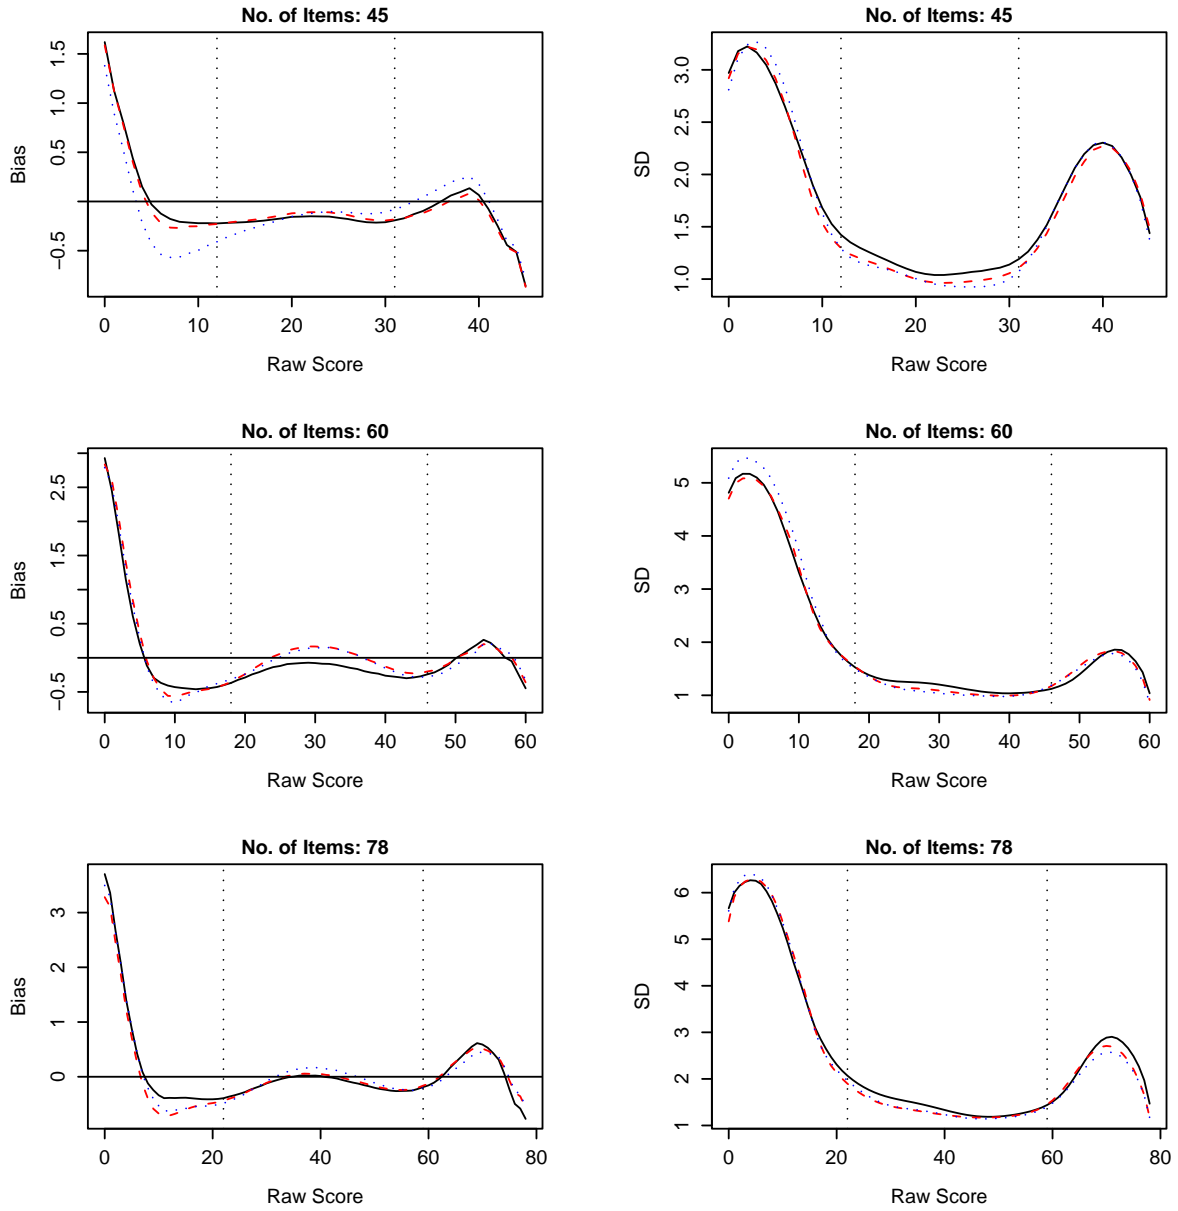 No. of Items: 45
Bias
1.5
1.0
0.5
−0.5
0 10 20 30 40
Raw Score
No. of Items: 45
SD
3.0
2.5
2.0
1.5
1.0
0 10 20 30 40
Raw Score
No. of Items: 60
Bias
2.5
1.5
0.5
−0.5
0 10 20 30 40 50 60
Raw Score
No. of Items: 60
SD
5
4
3
2
1
0 10 20 30 40 50 60
Raw Score
No. of Items: 78
Bias
3
2
1
0
0 20 40 60 80
Raw Score
No. of Items: 78
SD
6
5
4
3
2
1
0 20 40 60 80
Raw Score